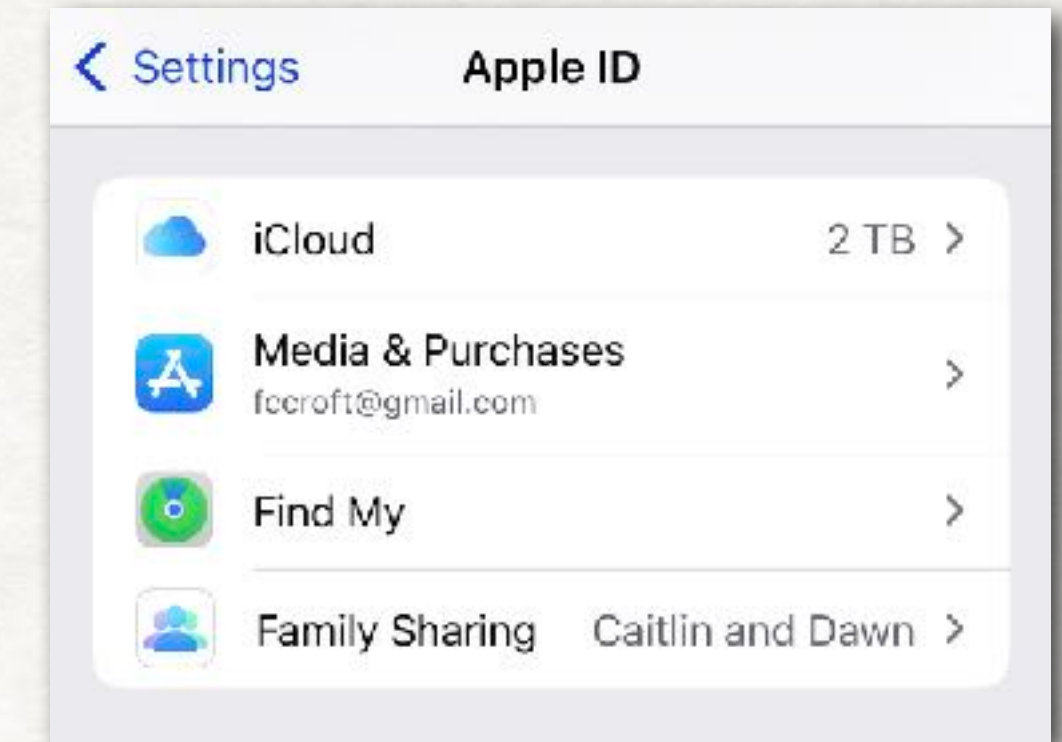 Settings Apple ID
iCloud 2 TB
Media & Purchases
fccroft@gmail.com
Find My
Family Sharing Caitlin and Dawn